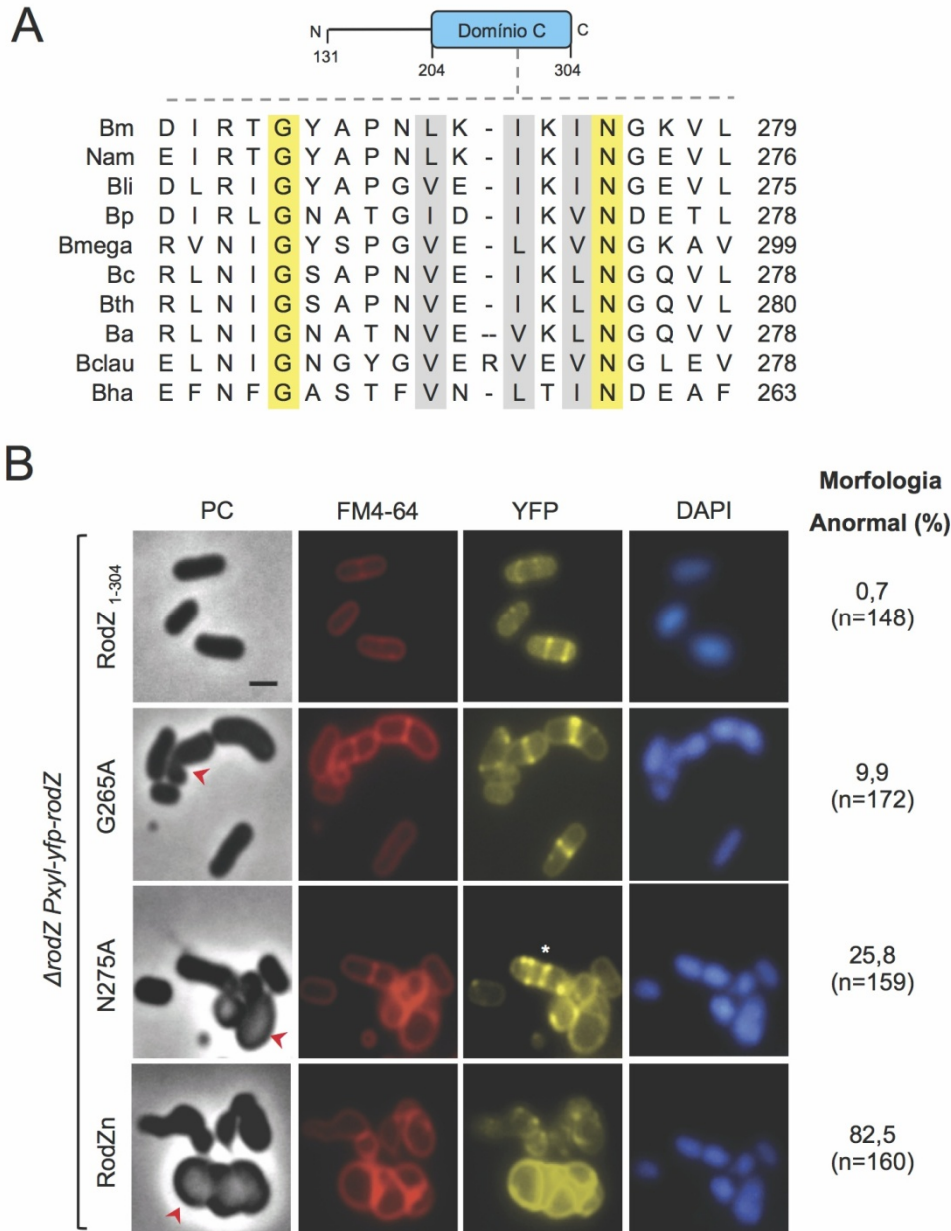 A
N Domínio C C
131 204 304
Bm D I R T G Y A P N L K - I K I N G K V L 279
Nam E I R T G Y A P N L K - I K I N G E V L 276
Bli D L R I G Y A P G V E - I K I N G E V L 275
Bp D I R L G N A T G I D - I K V N D E T L 278
Bmega R V N I G Y S P G V E - L K V N G K A V 299
Bc R L N I G S A P N V E - I K L N G Q V L 278
Bth R L N I G S A P N V E - I K L N G Q V L 280
Ba R L N I G N A T N V E -- V K L N G Q V V 278
Bclau E L N I G N G Y G V E R V E V N G L E V 278
Bha E F N F G A S T F V N - L T I N D E A F 263
B
PC FM4-64 YFP DAPI Morfologia
Anormal (%)
ΔrodZ Pxyl-yfp-rodZ
RodZ 1-304
0,7
(n=148)
G265A
9,9
(n=172)
N275A
*
25,8
(n=159)
RodZn
82,5
(n=160)